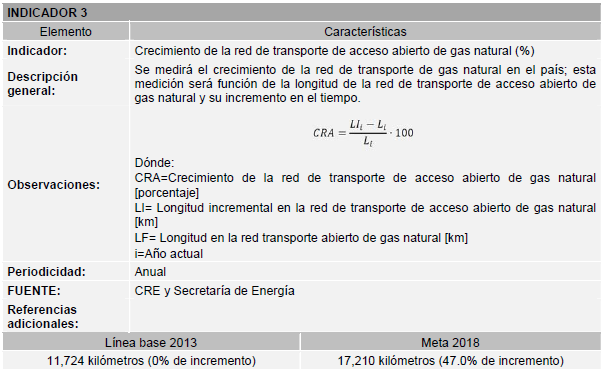 INDICADOR 3
Elemento Características
Indicador: Crecimiento de la red de transporte de acceso abierto de gas natural (%)
Descripción general: Se medirá el crecimiento de la red de transporte de gas natural en el país; esta
medición será función de la longitud de la red de transporte de acceso abierto de
gas natural y su incremento en el tiempo.
Observaciones:
CRA = (LI_i − L_i) / L_i · 100
Dónde:
CRA=Crecimiento de la red de transporte de acceso abierto de gas natural
[porcentaje]
LI= Longitud incremental en la red de transporte de acceso abierto de gas natural
[km]
LF= Longitud en la red transporte abierto de gas natural [km]
i=Año actual
Periodicidad: Anual
FUENTE: CRE y Secretaría de Energía
Referencias
adicionales:
Línea base 2013 Meta 2018
11,724 kilómetros (0% de incremento) 17,210 kilómetros (47.0% de incremento)